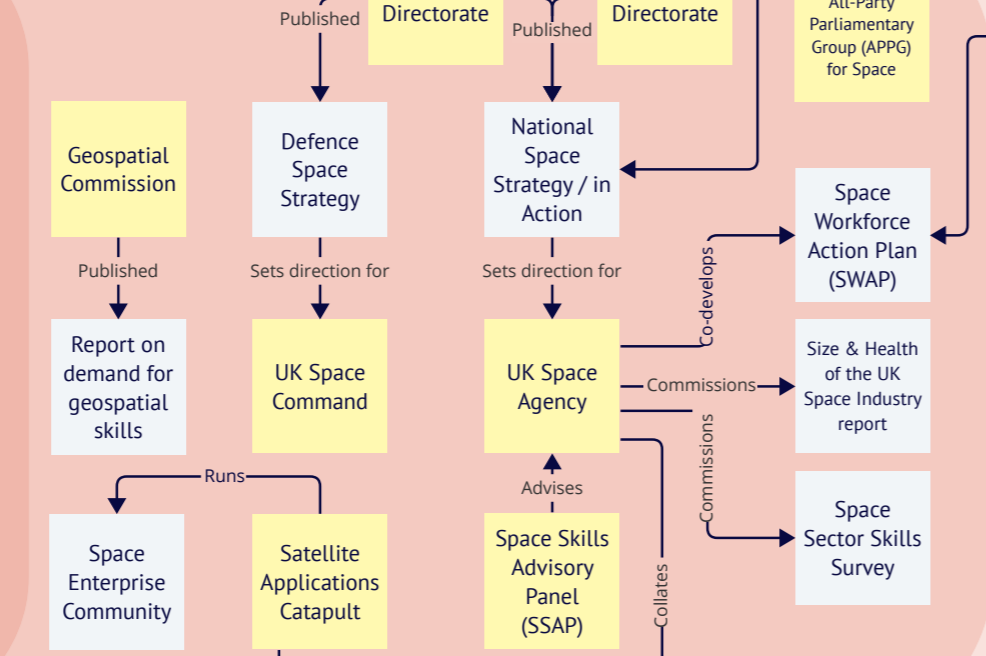 Published
Directorate
Published
Directorate
All-Party
Parliamentary
Group (APPG)
for Space
Geospatial
Commission
Defence
Space
Strategy
National
Space
Strategy / in
Action
Space
Workforce
Action Plan
(SWAP)
Published
Sets direction for
Sets direction for
Co-develops
Report on
demand for
geospatial
skills
UK Space
Command
UK Space
Agency
Commissions
Size & Health
of the UK
Space Industry
report
Commissions
Runs
Advises
Space
Enterprise
Community
Satellite
Applications
Catapult
Space Skills
Advisory
Panel
(SSAP)
Collates
Space
Sector Skills
Survey